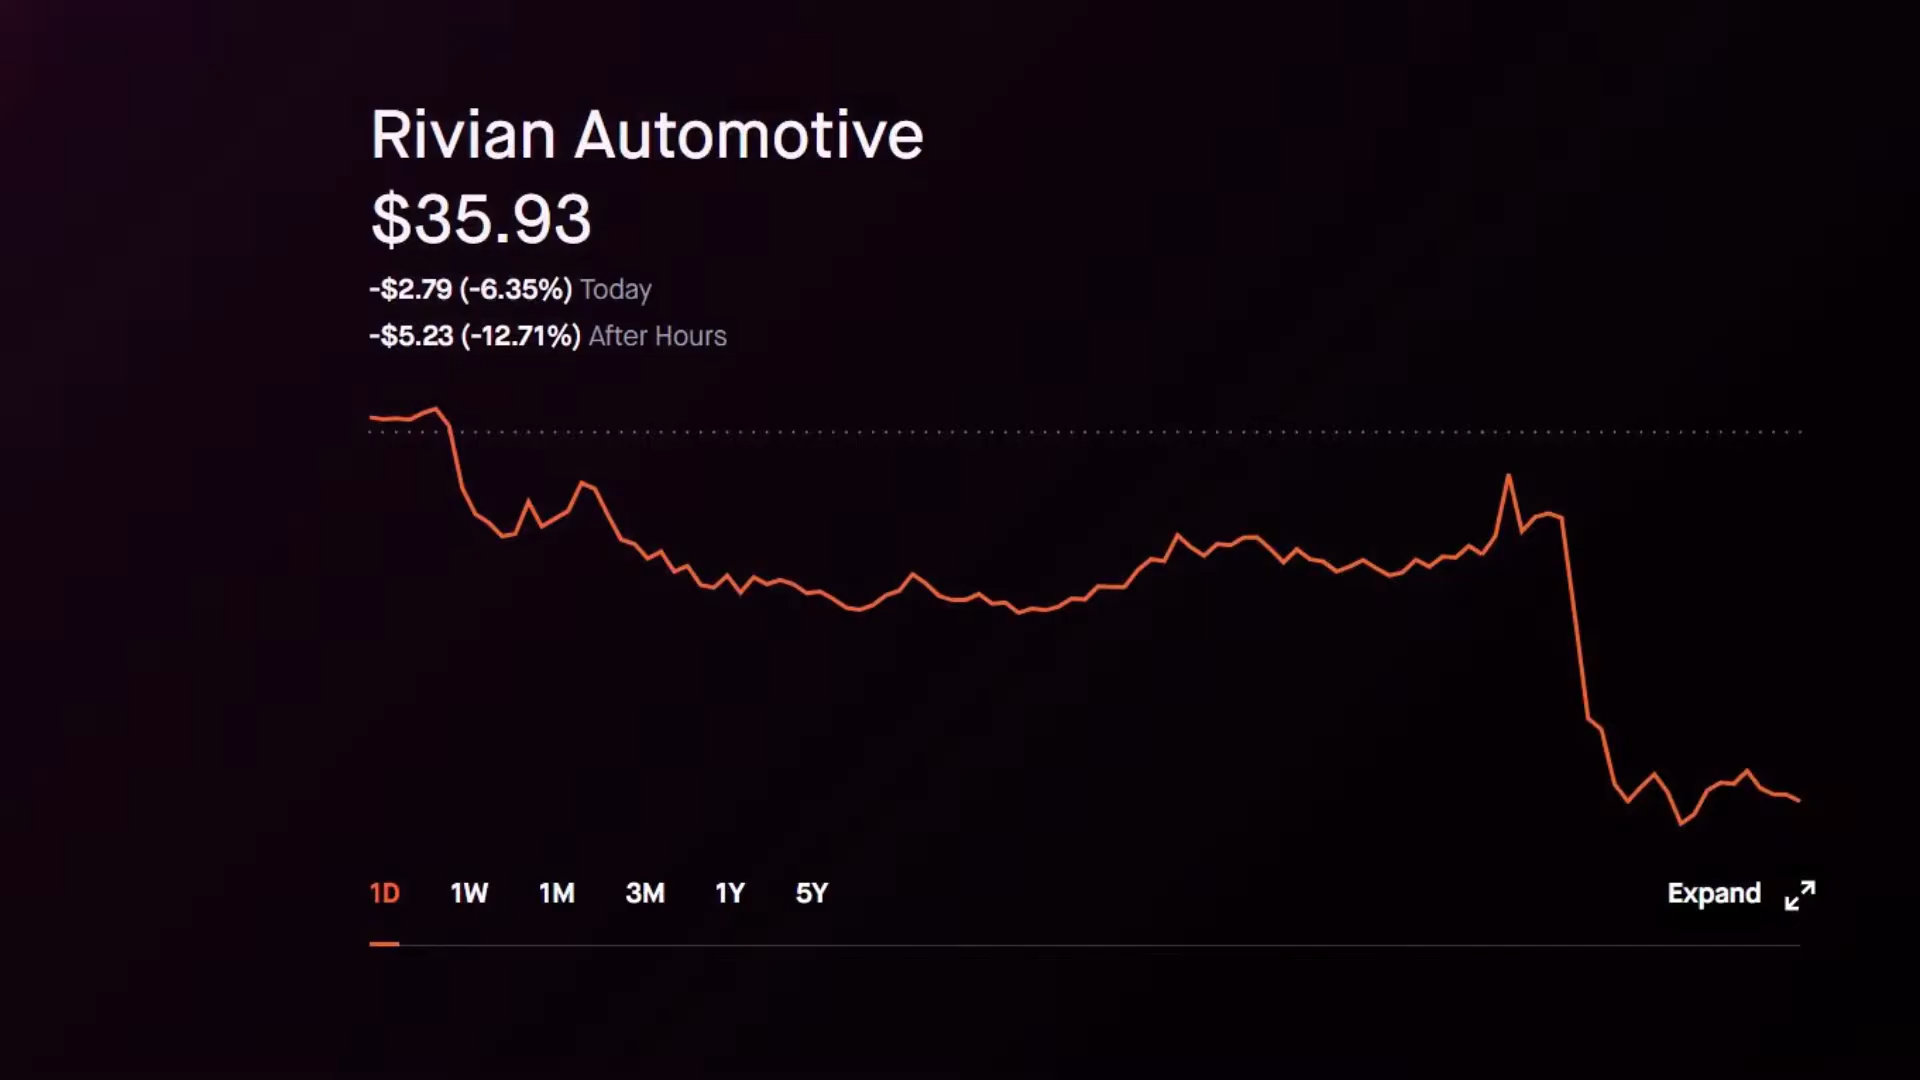 Rivian Automotive
$35.93
-$2.79 (-6.35%) Today
-$5.23 (-12.71%) After Hours
1D 1W 1M 3M 1Y 5Y Expand